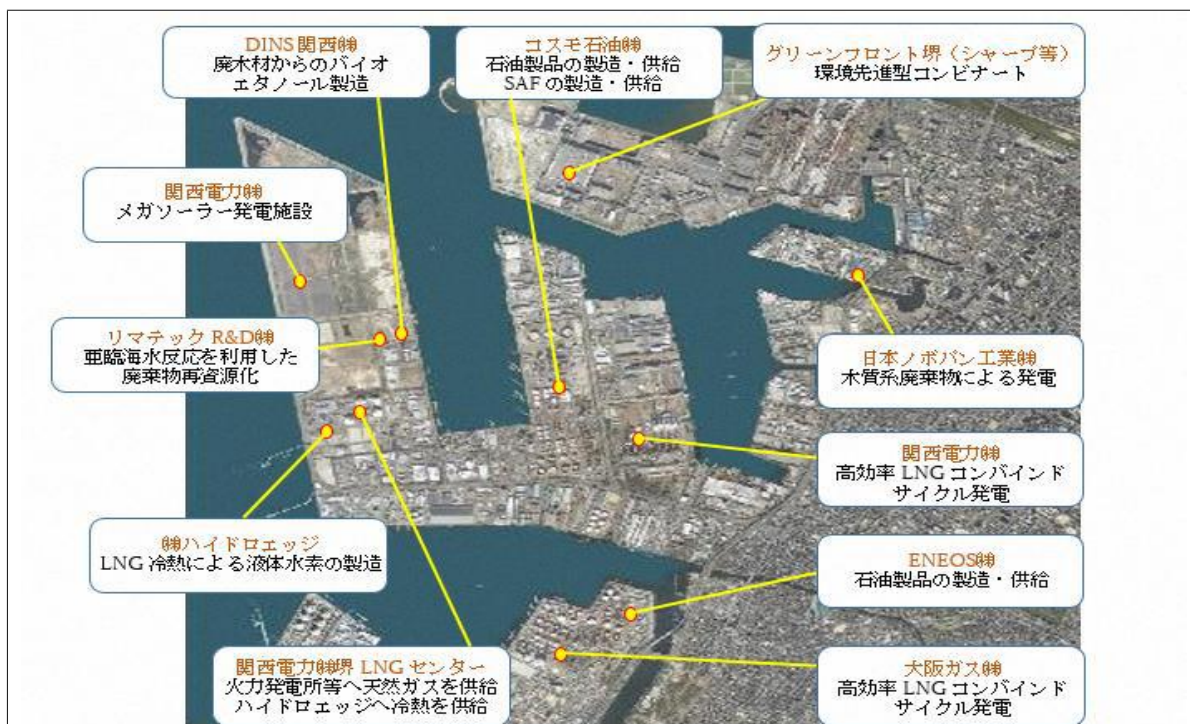 DINS 関西㈱
廃木材からのバイオ
エタノール製造
コスモ石油㈱
石油製品の製造・供給
SAF の製造・供給
グリーンフロント堺（シャープ等）
環境先進型コンビナート
関西電力㈱
メガソーラー発電施設
リマテック R&D㈱
亜臨海水反応を利用した
廃棄物再資源化
日本ノボパン工業㈱
木質系廃棄物による発電
関西電力㈱
高効率 LNG コンバインド
サイクル発電
㈱ハイドロエッジ
LNG 冷熱による液体水素の製造
ENEOS㈱
石油製品の製造・供給
関西電力㈱堺 LNG センター
火力発電所等へ天然ガスを供給
ハイドロエッジへ冷熱を供給
大阪ガス㈱
高効率 LNG コンバインド
サイクル発電